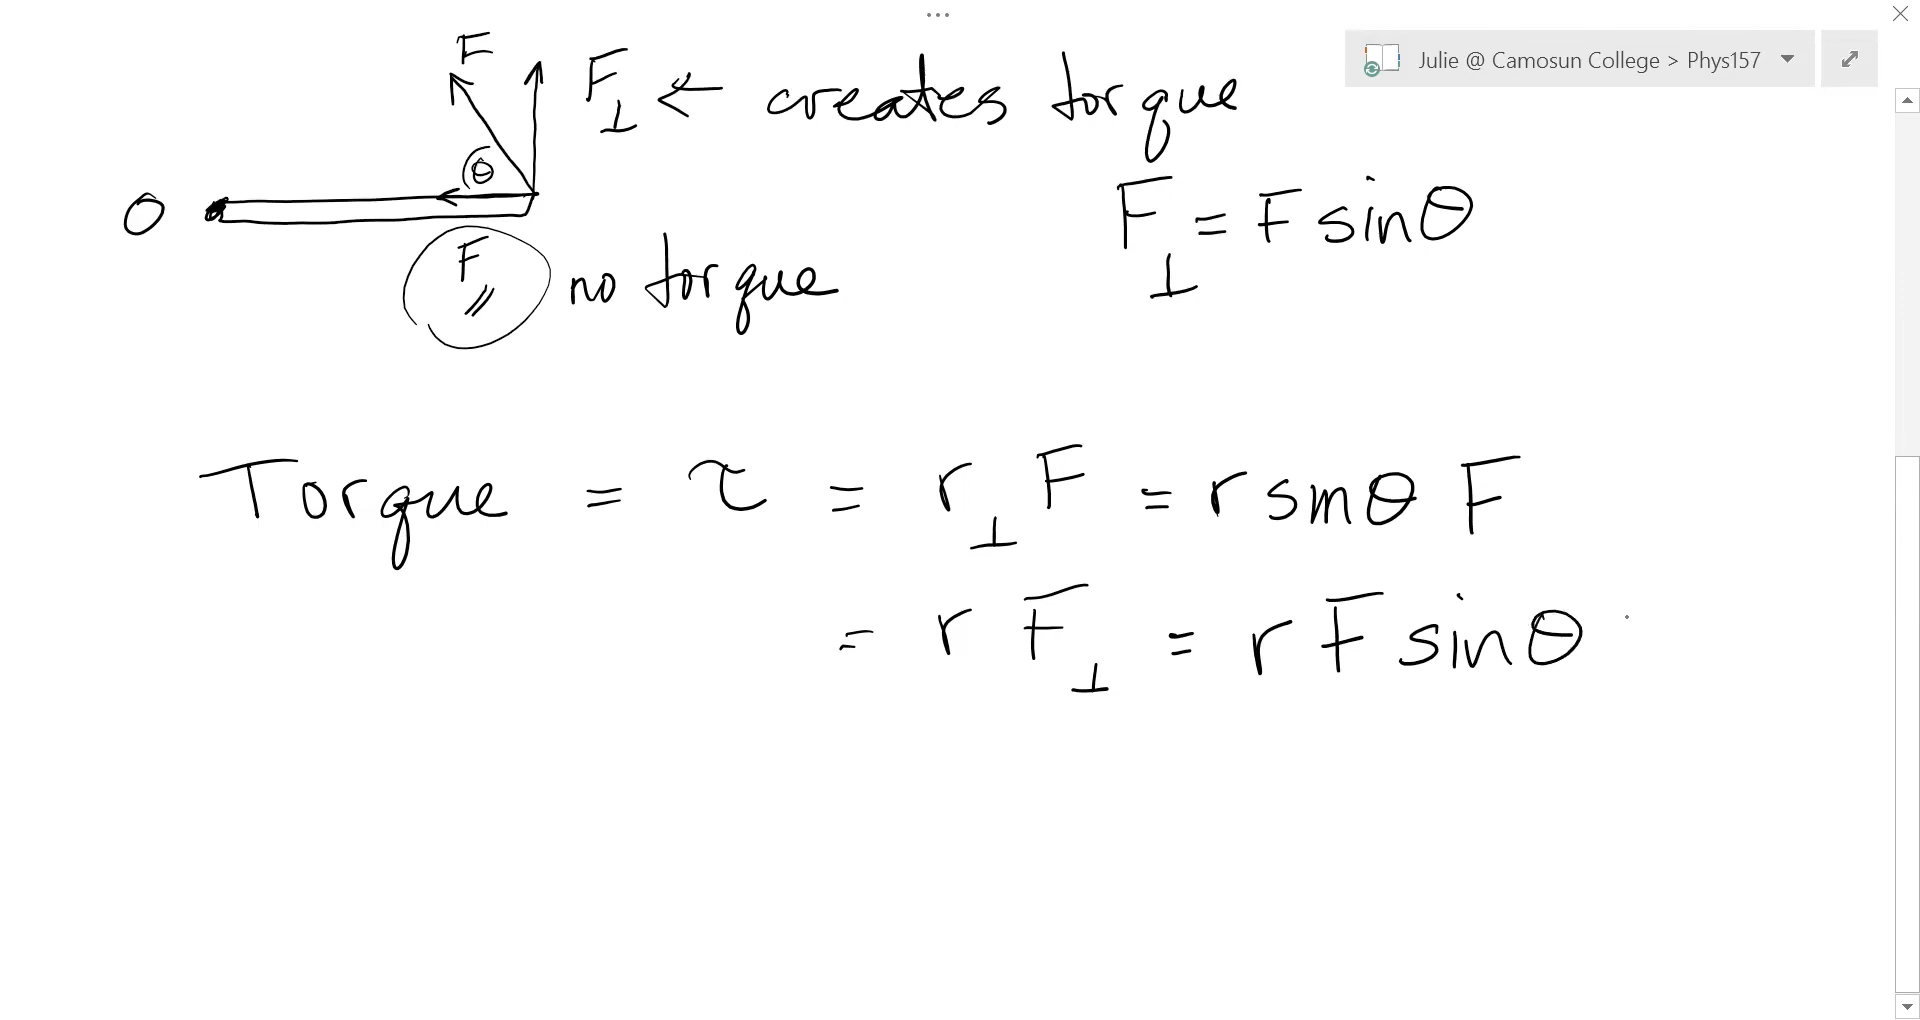 ...
Julie @ Camosun College > Phys157
F F⊥ ← creates torque
θ
O
F⊥ = F sinθ
F∥ no torque
Torque = τ = r⊥ F = r sinθ F
= r F⊥ = r F sinθ